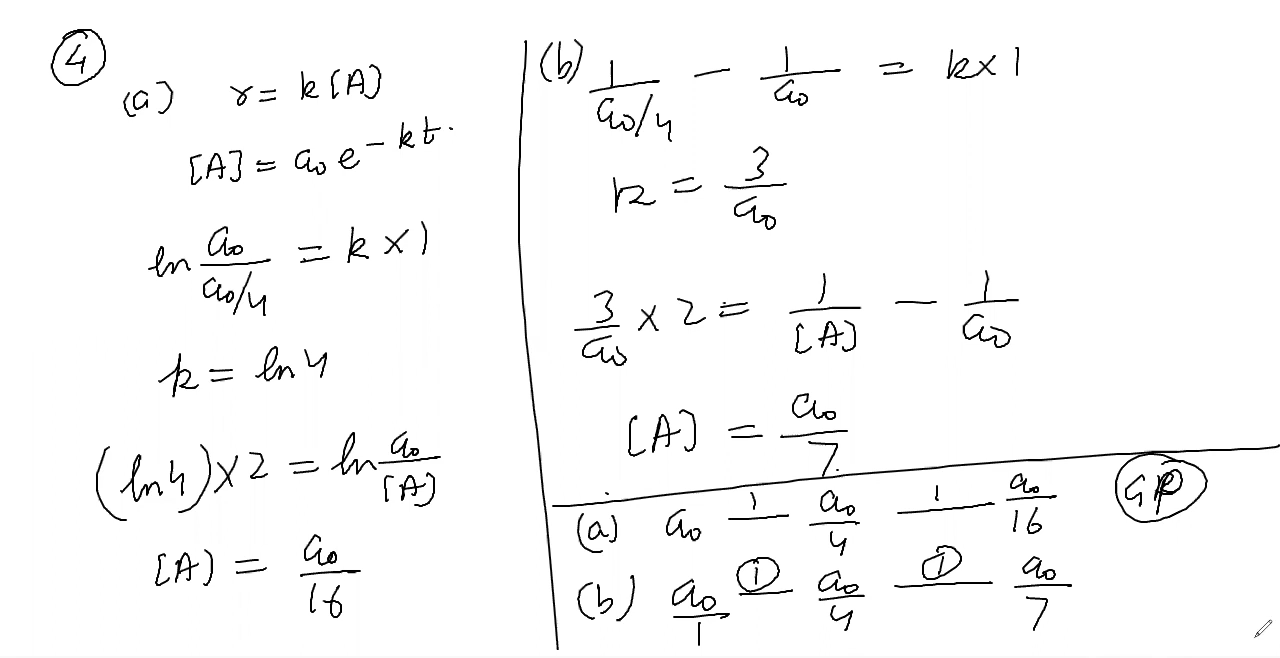 ④
(a) r = k[A]
[A] = a₀ e^(-kt)
ln a₀/(a₀/4) = k × 1
k = ln 4
(ln 4) × 2 = ln a₀/[A]
[A] = a₀/16
(b) 1/(a₀/4) − 1/a₀ = k × 1
k = 3/a₀
3/a₀ × 2 = 1/[A] − 1/a₀
[A] = a₀/7
(a) a₀ —1— a₀/4 —1— a₀/16 GP
(b) a₀/1 —①— a₀/4 —①— a₀/7